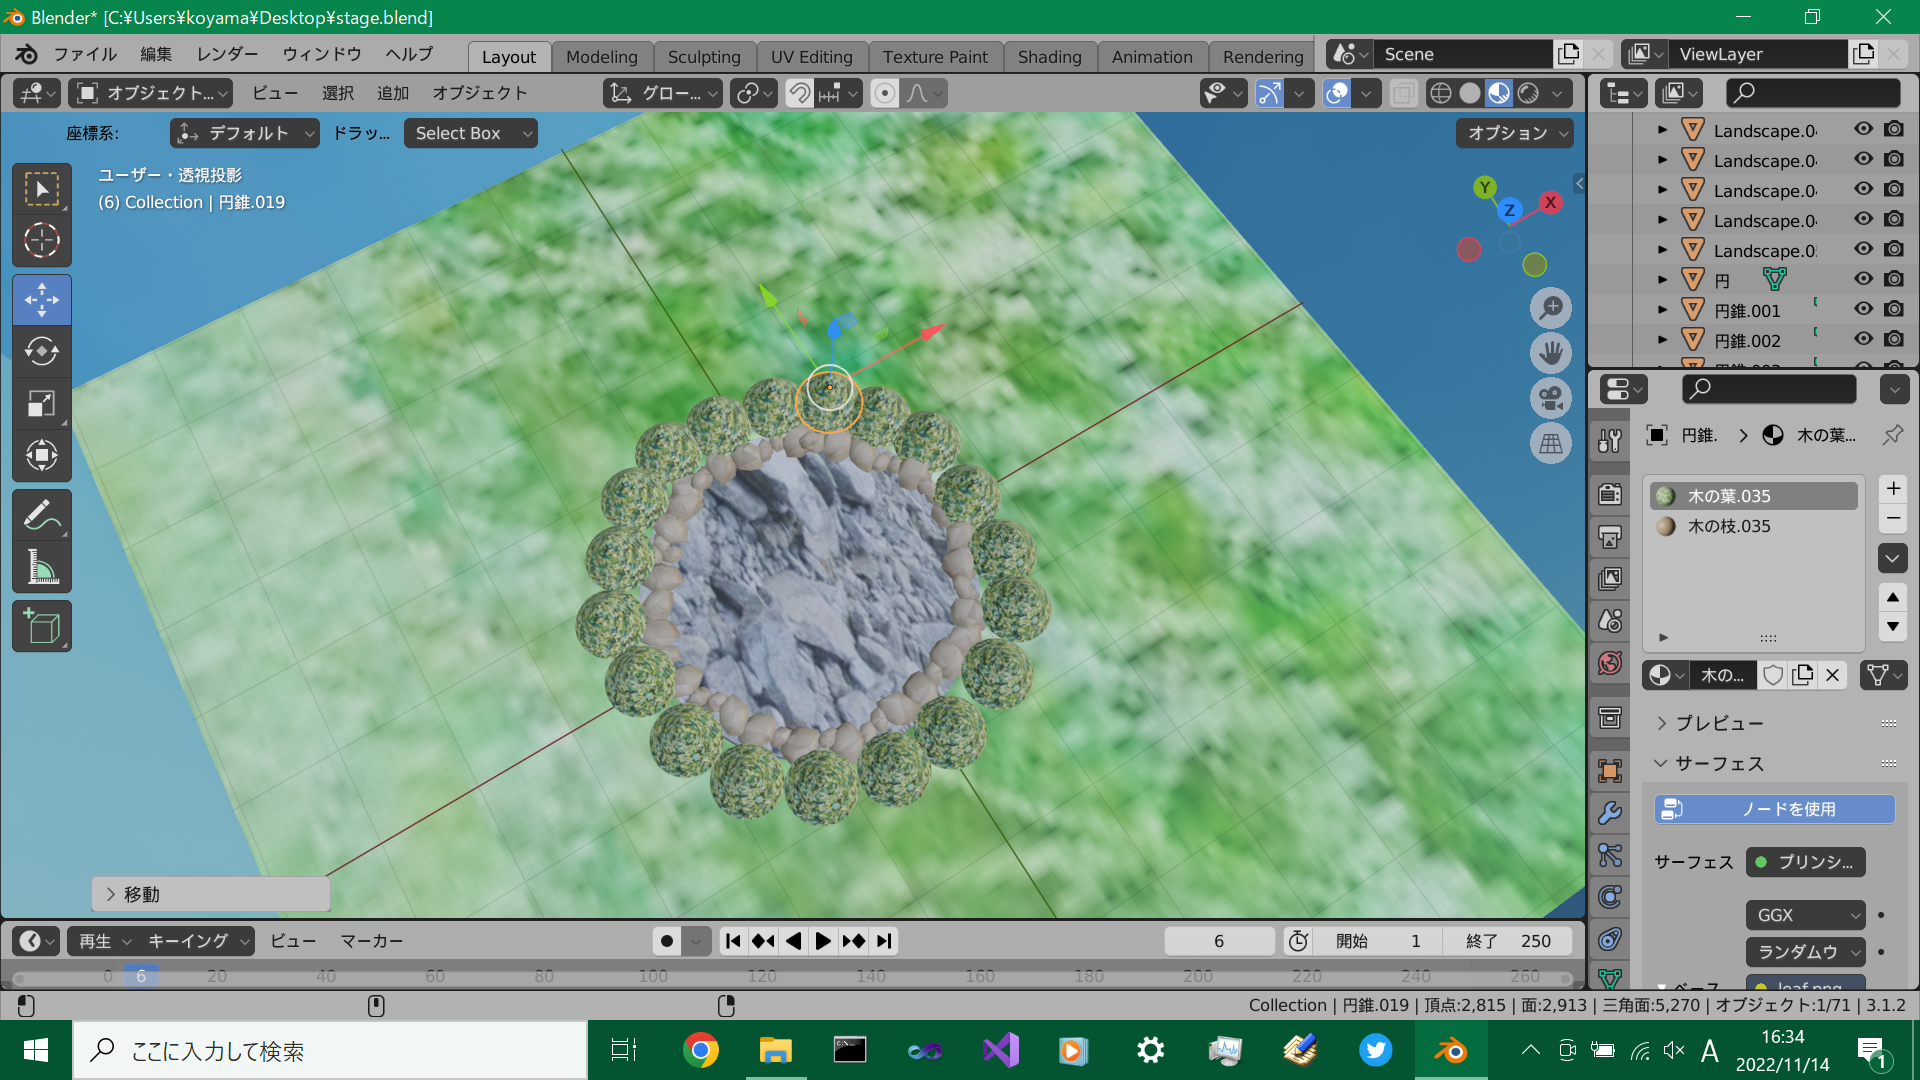 Blender* [C:¥Users¥koyama¥Desktop¥stage.blend]
ファイル 編集 レンダー ウィンドウ ヘルプ Layout Modeling Sculpting UV Editing Texture Paint Shading Animation Rendering Scene ViewLayer
オブジェクト... ビュー 選択 追加 オブジェクト グロー...
座標系: デフォルト ドラッ... Select Box オプション
ユーザー・透視投影
(6) Collection | 円錐.019
Y X Z
Landscape.0
Landscape.0
Landscape.0
Landscape.0
Landscape.0
円
円錐.001
円錐.002
円錐. 木の葉...
木の葉.035
木の枝.035
木の...
プレビュー
サーフェス
ノードを使用
サーフェス プリンシ...
GGX
ランダムウ
ベース leaf.png
移動
再生 キーイング ビュー マーカー 6 開始 1 終了 250
0 6 20 40 60 80 100 120 140 160 180 200 220 240 260
Collection | 円錐.019 | 頂点:2,815 | 面:2,913 | 三角面:5,270 | オブジェクト:1/71 | 3.1.2
ここに入力して検索
A
16:34
2022/11/14
1